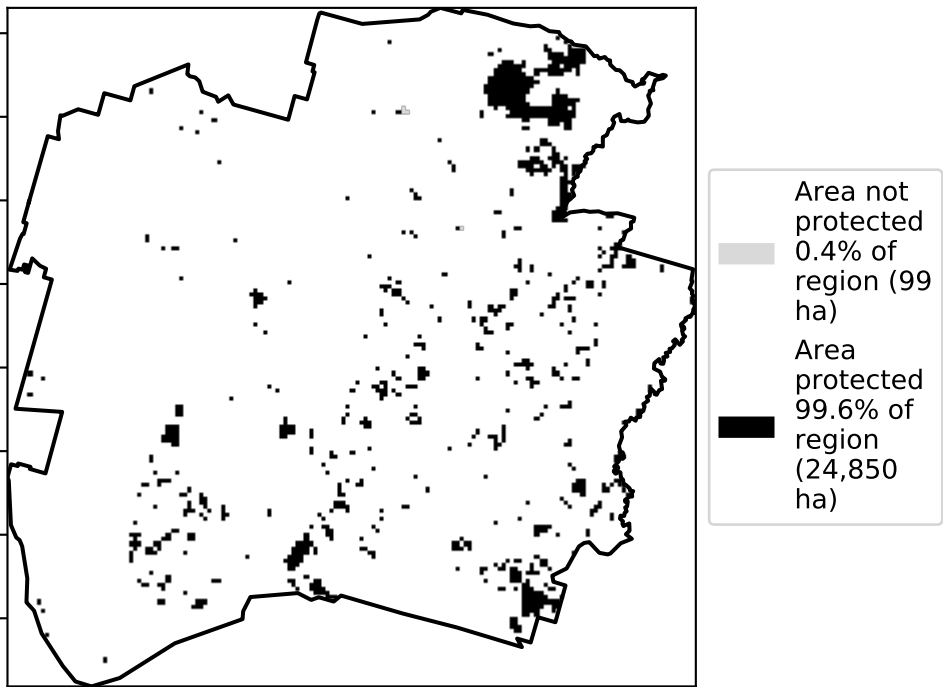 Area not
protected
0.4% of
region (99
ha)
Area
protected
99.6% of
region
(24,850
ha)